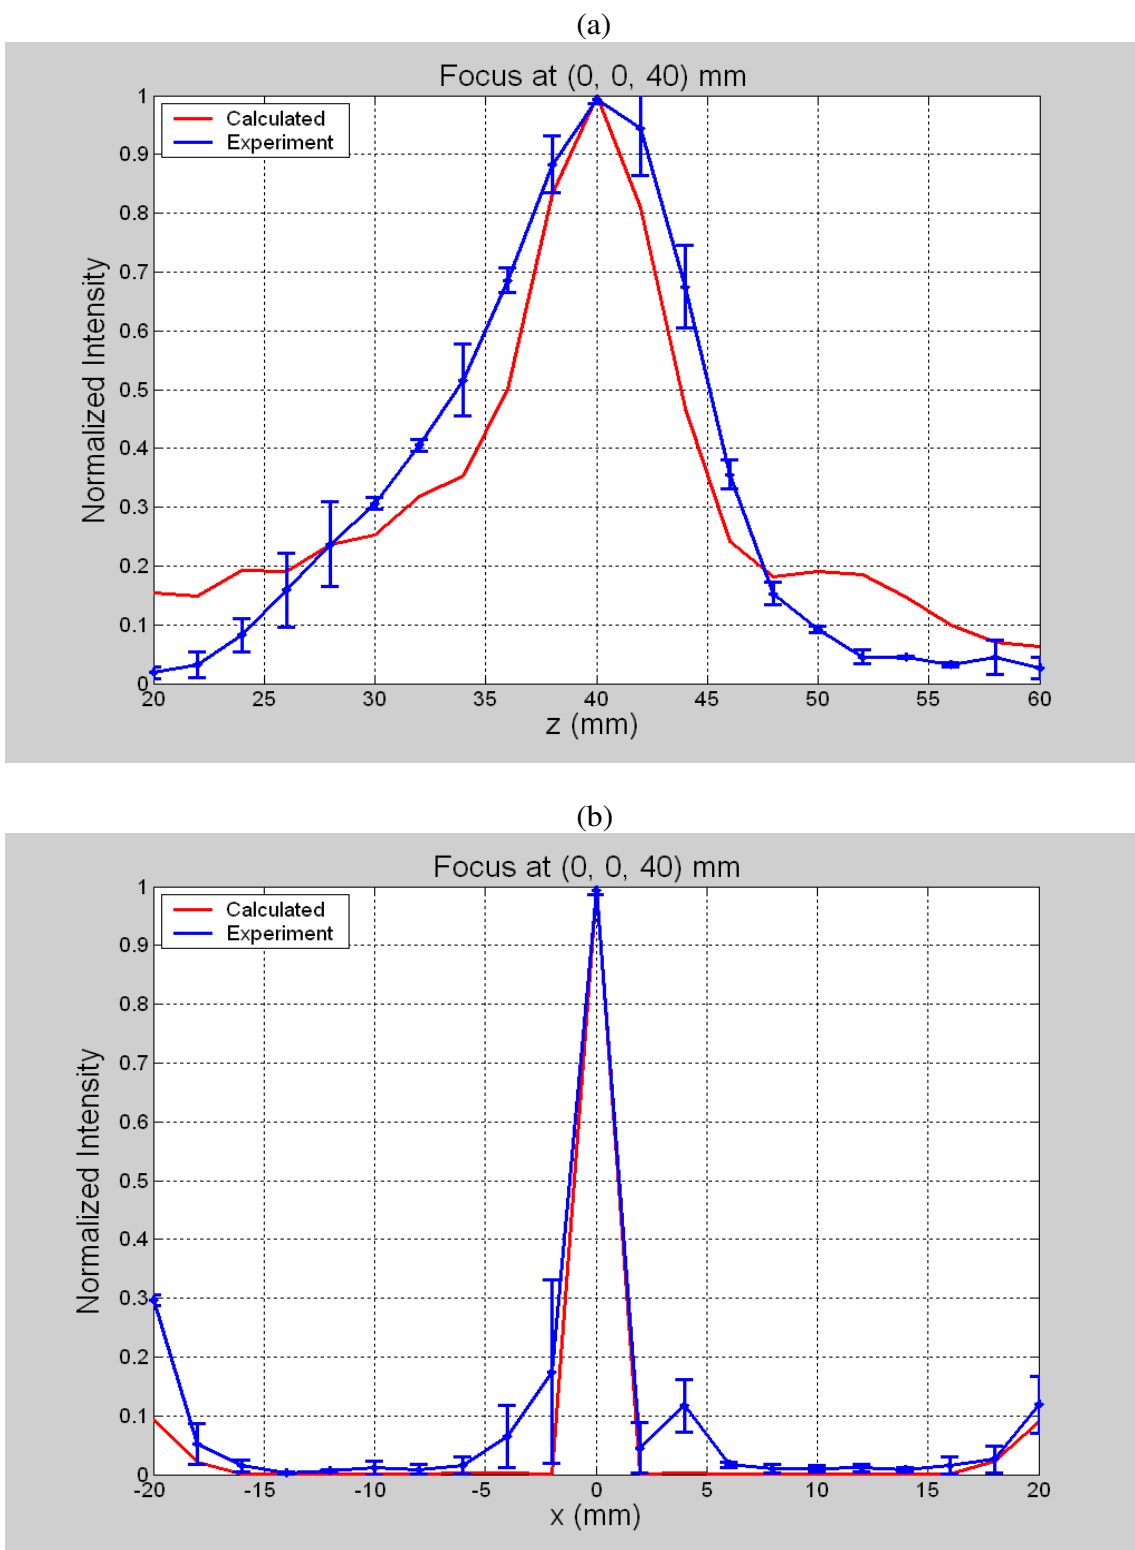 (a)
Focus at (0, 0, 40) mm
Calculated
Experiment
Normalized Intensity
1
0.9
0.8
0.7
0.6
0.5
0.4
0.3
0.2
0.1
0
20 25 30 35 40 45 50 55 60
z (mm)
(b)
Focus at (0, 0, 40) mm
Calculated
Experiment
Normalized Intensity
1
0.9
0.8
0.7
0.6
0.5
0.4
0.3
0.2
0.1
0
-20 -15 -10 -5 0 5 10 15 20
x (mm)